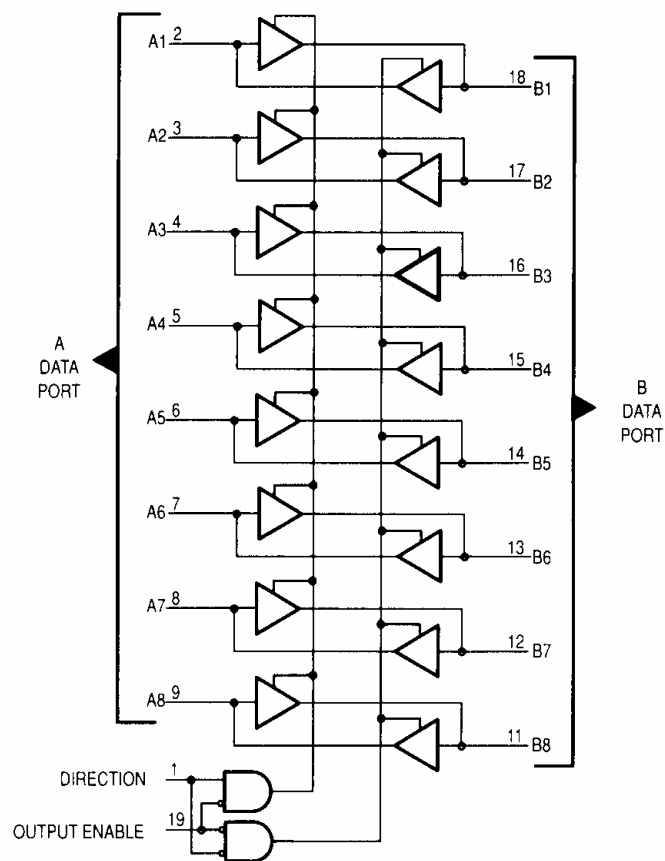 A1 2
18 B1
A2 3
17 B2
A3 4
16 B3
A4 5
15 B4
A
DATA
PORT
B
DATA
PORT
A5 6
14 B5
A6 7
13 B6
A7 8
12 B7
A8 9
11 B8
DIRECTION 1
OUTPUT ENABLE 19